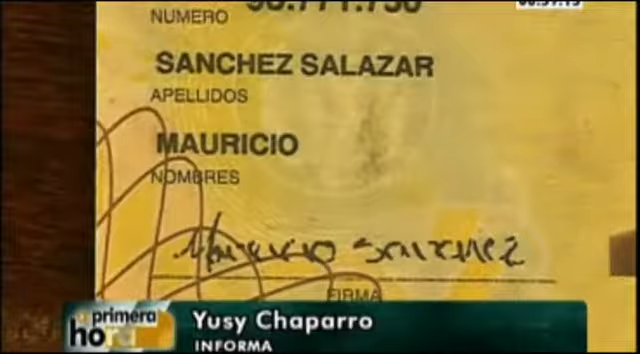 NUMERO
SANCHEZ SALAZAR
APELLIDOS
MAURICIO
NOMBRES
Mauricio Sanchez
FIRMA
a primera
hora
Yusy Chaparro
INFORMA